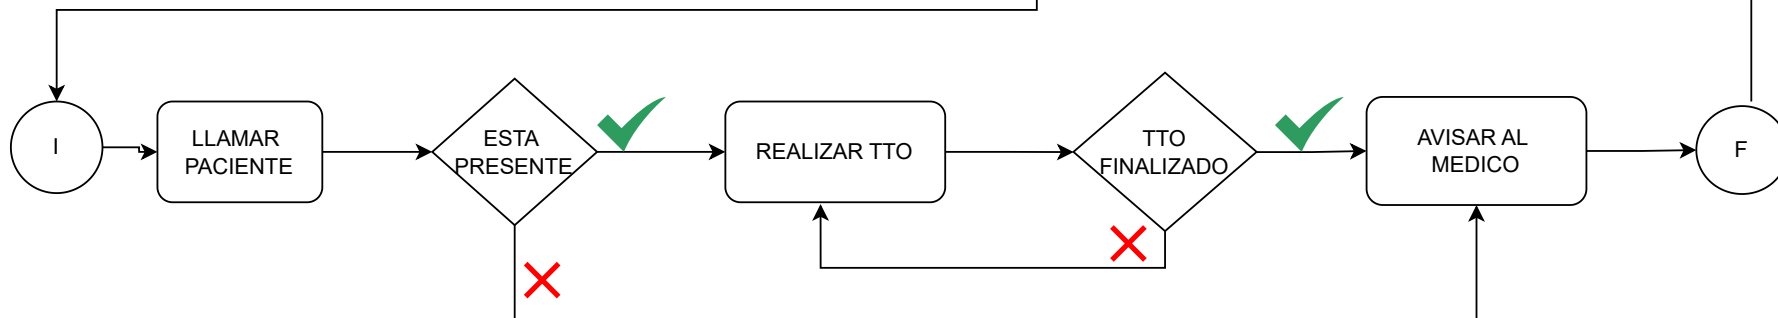 I
LLAMAR
PACIENTE
ESTA
PRESENTE
REALIZAR TTO
TTO
FINALIZADO
AVISAR AL
MEDICO
F